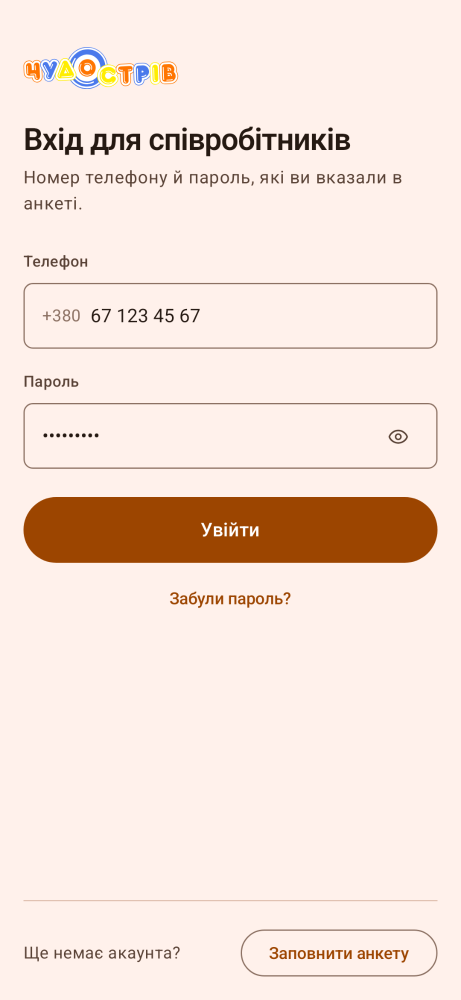 ЧУДОСТРІВ
Вхід для співробітників
Номер телефону й пароль, які ви вказали в
анкеті.
Телефон
+380 67 123 45 67
Пароль
•••••••••
Увійти
Забули пароль?
Ще немає акаунта?
Заповнити анкету